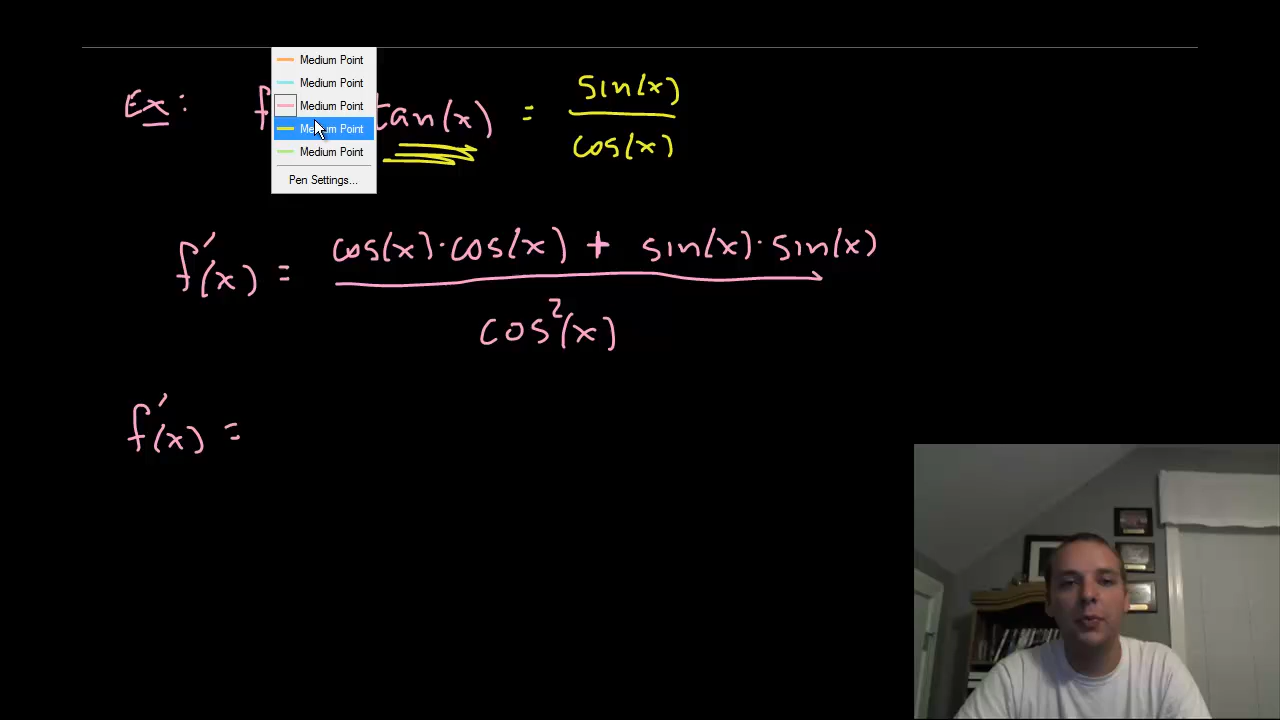 Medium Point
Medium Point
Medium Point
Medium Point
Medium Point
Pen Settings...
Ex: f tan(x) = sin(x)
cos(x)
f'(x) = cos(x)·cos(x) + sin(x)·sin(x)
cos²(x)
f'(x) =